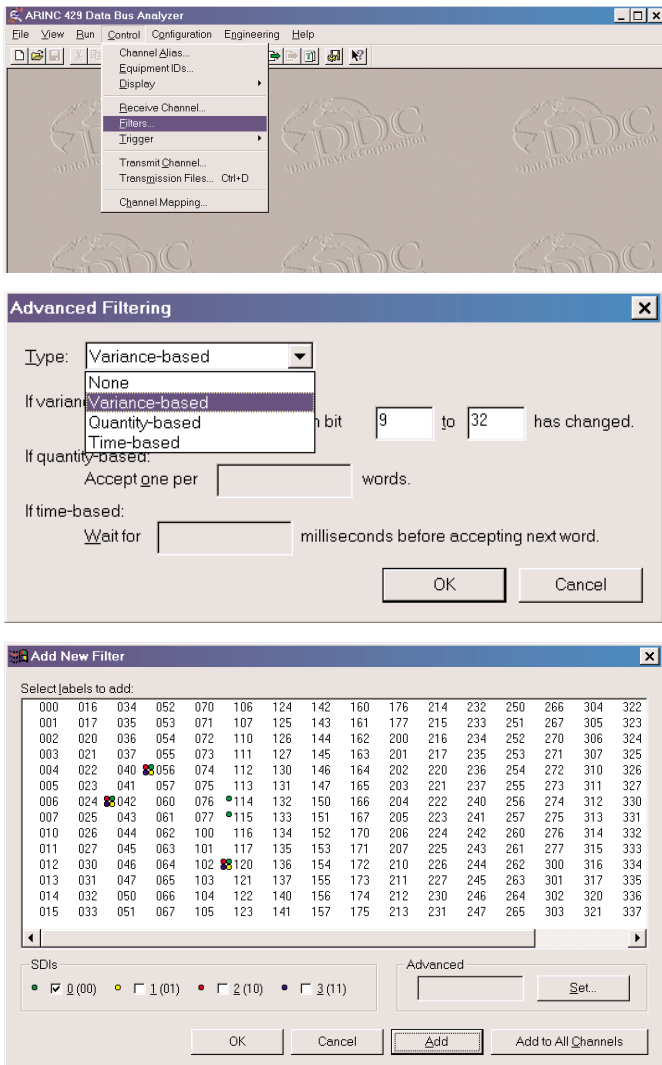 ARINC 429 Data Bus Analyzer
File View Run Control Configuration Engineering Help
Channel Alias...
Equipment IDs...
Display
Receive Channel...
Filters...
Trigger
Transmit Channel...
Transmission Files... Ctrl+D
Channel Mapping...
DDC
Data Device Corporation
DDC
Data Device Corporation
DDC
DDC
DDC
Advanced Filtering
Type: Variance-based
None
Variance-based
Quantity-based
Time-based
If varian
n bit 9 to 32 has changed.
If quantity-based:
Accept one per words.
If time-based:
Wait for milliseconds before accepting next word.
OK Cancel
Add New Filter
Select labels to add:
000 016 034 052 070 106 124 142 160 176 214 232 250 266 304 322
001 017 035 053 071 107 125 143 161 177 215 233 251 267 305 323
002 020 036 054 072 110 126 144 162 200 216 234 252 270 306 324
003 021 037 055 073 111 127 145 163 201 217 235 253 271 307 325
004 022 040 056 074 112 130 146 164 202 220 236 254 272 310 326
005 023 041 057 075 113 131 147 165 203 221 237 255 273 311 327
006 024 042 060 076 114 132 150 166 204 222 240 256 274 312 330
007 025 043 061 077 115 133 151 167 205 223 241 257 275 313 331
010 026 044 062 100 116 134 152 170 206 224 242 260 276 314 332
011 027 045 063 101 117 135 153 171 207 225 243 261 277 315 333
012 030 046 064 102 120 136 154 172 210 226 244 262 300 316 334
013 031 047 065 103 121 137 155 173 211 227 245 263 301 317 335
014 032 050 066 104 122 140 156 174 212 230 246 264 302 320 336
015 033 051 067 105 123 141 157 175 213 231 247 265 303 321 337
SDIs Advanced
0 (00) 1 (01) 2 (10) 3 (11) Set...
OK Cancel Add Add to All Channels